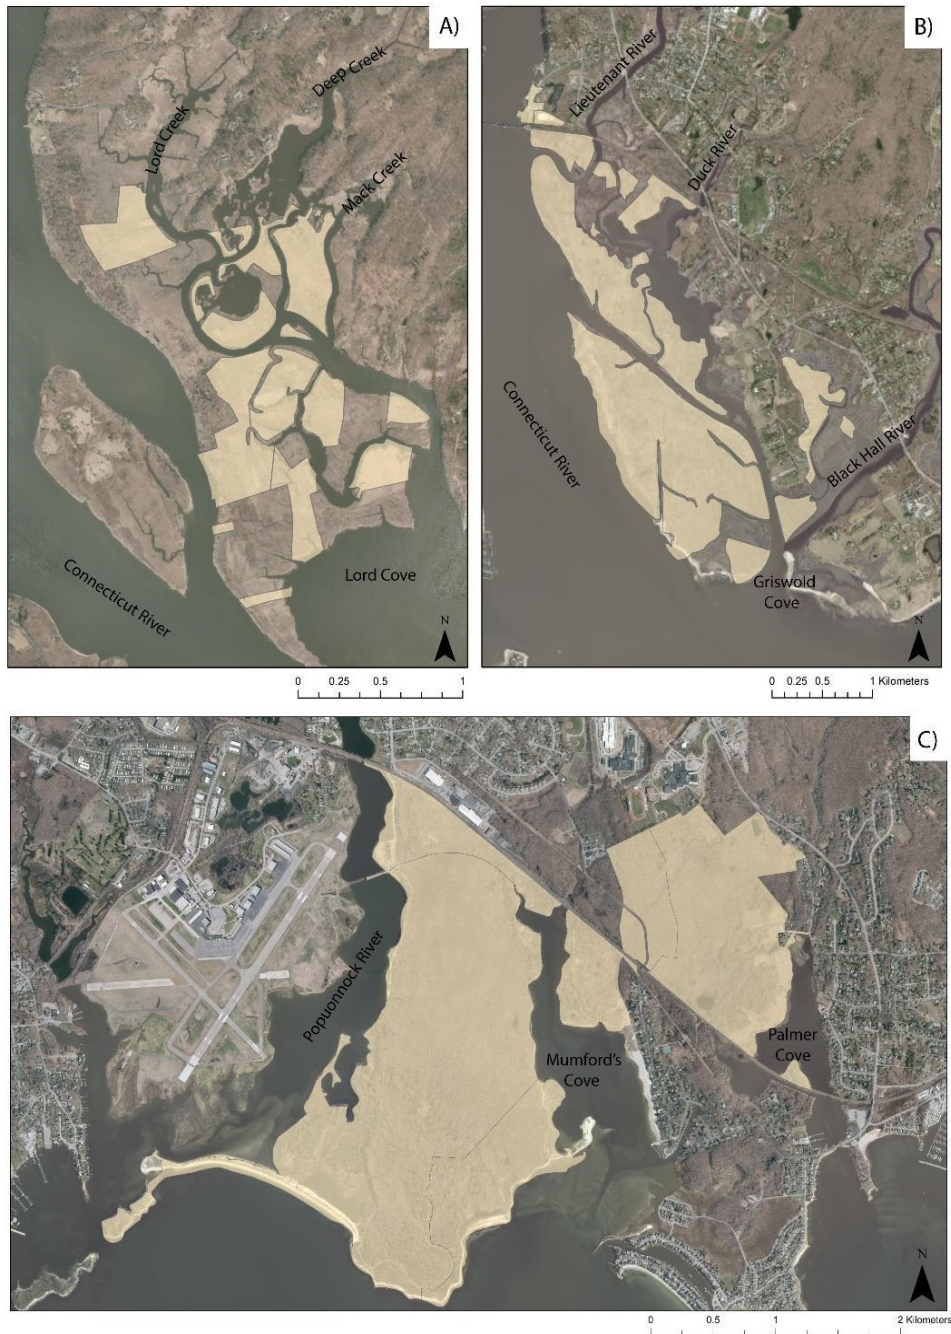 A)
Deep Creek
Lord Creek
Mack Creek
Lord Cove
Connecticut River
N
0 0.25 0.5 1
B)
Lieutenant River
Duck River
Connecticut River
Black Hall River
Griswold
Cove
N
0 0.25 0.5 1 Kilometers
C)
Popuonnock River
Mumford's
Cove
Palmer
Cove
N
0 0.5 1 2 Kilometers